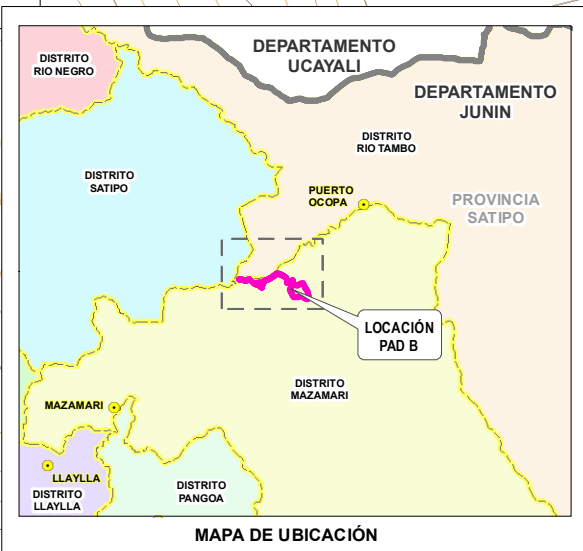 DISTRITO
RIO NEGRO
DEPARTAMENTO
UCAYALI
DEPARTAMENTO
JUNIN
DISTRITO
RIO TAMBO
DISTRITO
SATIPO
PUERTO
OCOPA
PROVINCIA
SATIPO
LOCACIÓN
PAD B
DISTRITO
MAZAMARI
MAZAMARI
LLAYLLA
DISTRITO
LLAYLLA
DISTRITO
PANGOA
MAPA DE UBICACIÓN